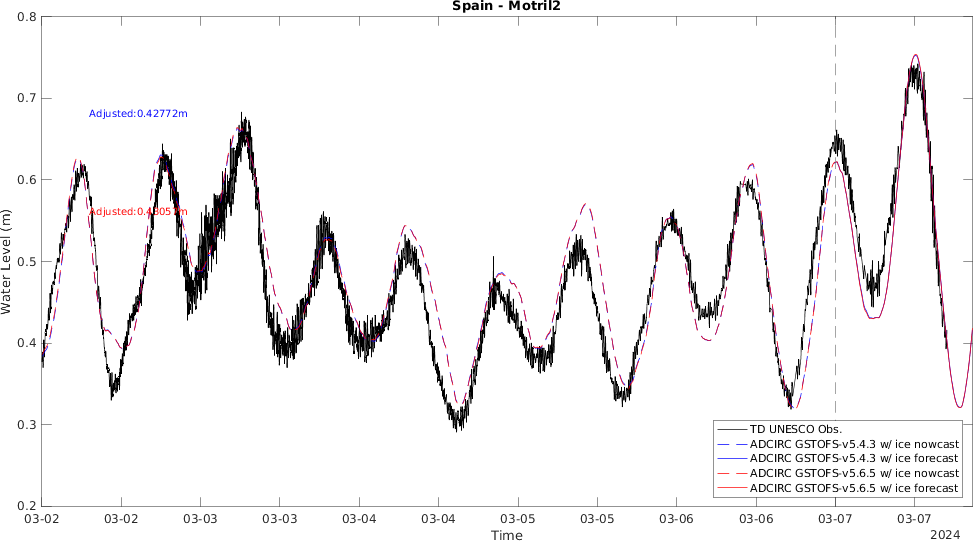 Spain - Motril2
0.8
0.7
0.6
0.5
0.4
0.3
0.2
Water Level (m)
Adjusted:0.42772m
Adjusted:0.43057m
TD UNESCO Obs.
ADCIRC GSTOFS-v5.4.3 w/ ice nowcast
ADCIRC GSTOFS-v5.4.3 w/ ice forecast
ADCIRC GSTOFS-v5.6.5 w/ ice nowcast
ADCIRC GSTOFS-v5.6.5 w/ ice forecast
03-02 03-02 03-03 03-03 03-04 03-04 03-05 03-05 03-06 03-06 03-07 03-07
Time
2024